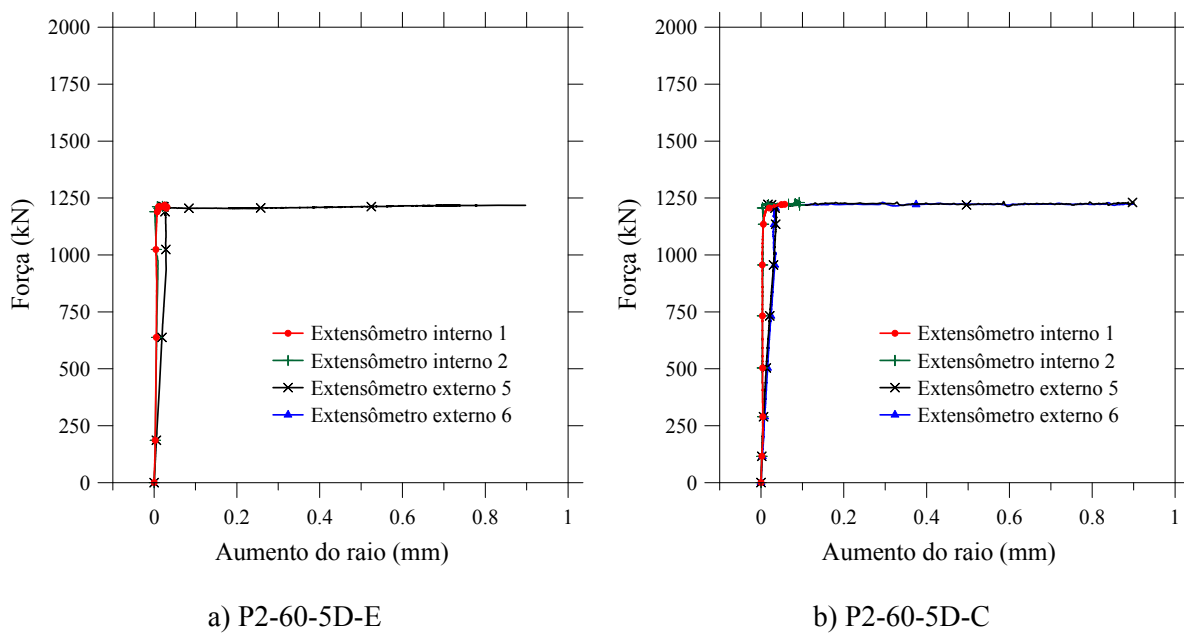 2000
1750
1500
1250
1000
750
500
250
0
Força (kN)
0 0.2 0.4 0.6 0.8 1
Aumento do raio (mm)
Extensômetro interno 1
Extensômetro interno 2
Extensômetro externo 5
Extensômetro externo 6
a) P2-60-5D-E
2000
1750
1500
1250
1000
750
500
250
0
Força (kN)
0 0.2 0.4 0.6 0.8 1
Aumento do raio (mm)
Extensômetro interno 1
Extensômetro interno 2
Extensômetro externo 5
Extensômetro externo 6
b) P2-60-5D-C